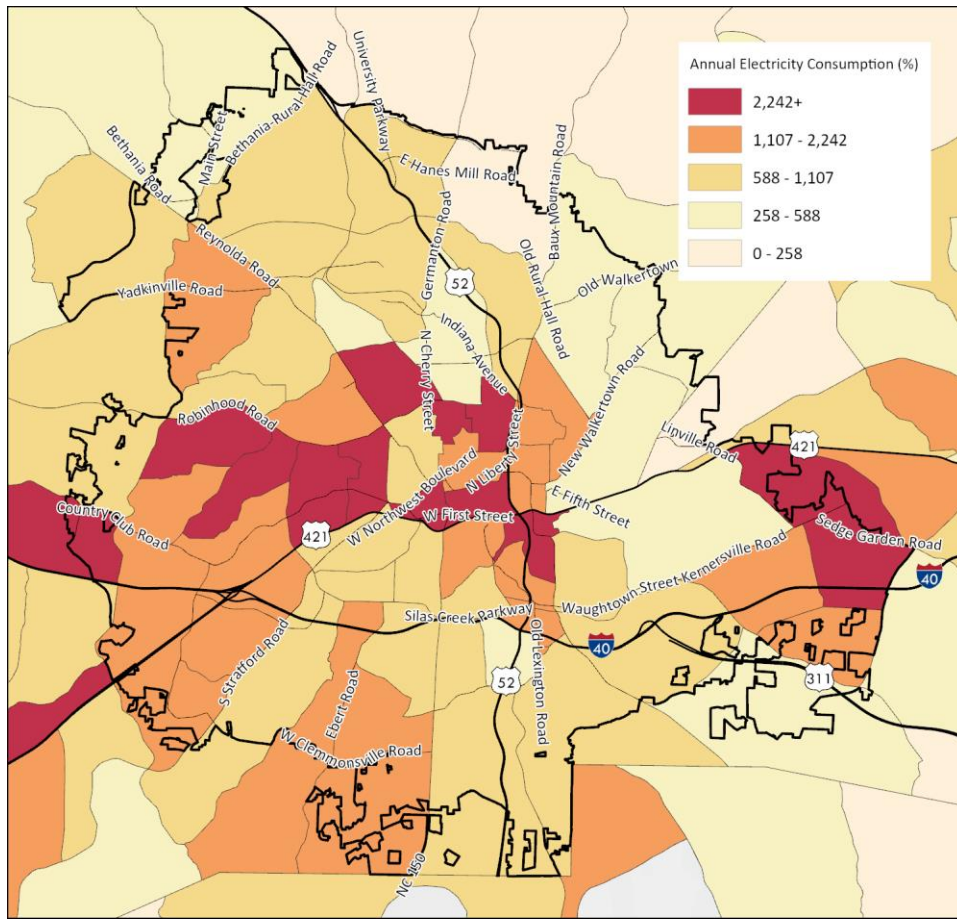 Annual Electricity Consumption (%)
2,242+
1,107 - 2,242
588 - 1,107
258 - 588
0 - 258
University Parkway
Bethania-Rural-Hall Road
Main Street
Bethania Road
E Hanes Mill Road
Baux Mountain Road
Germanton Road
Old Rural Hall Road
Reynolda Road
Old Walkertown
Yadkinville Road
52
Indiana Avenue
N Cherry Street
New Walkertown Road
Robinhood Road
Linville Road
421
N Liberty Street
W Northwest Boulevard
E Fifth Street
W First Street
Country Club Road
421
Sedge Garden Road
Waughtown Street Kernersville Road
40
Silas Creek Parkway
40
S Stratford Road
Old Lexington Road
311
52
Ebert Road
W Clemmonsville Road
NC 150